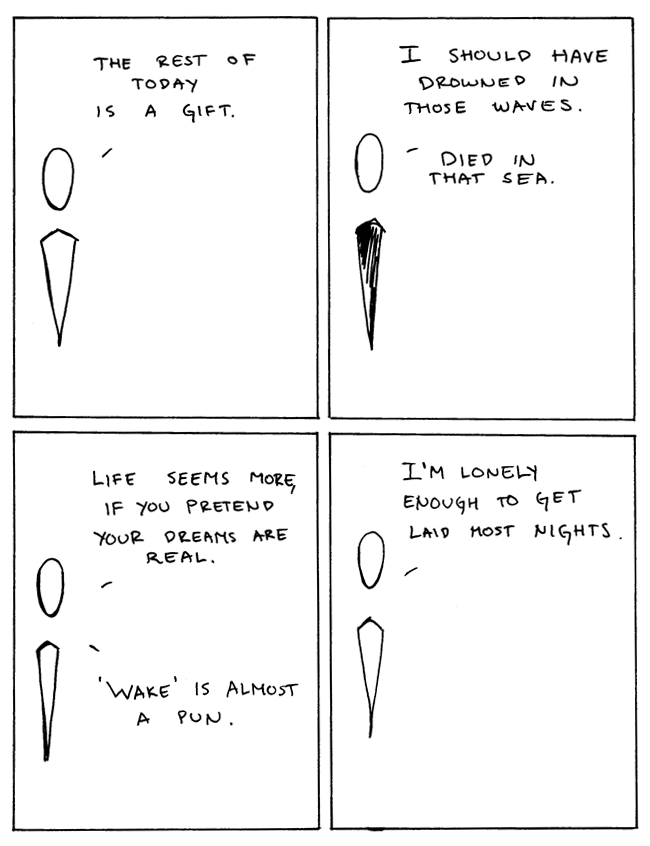 THE REST OF
TODAY
IS A GIFT.
I SHOULD HAVE
DROWNED IN
THOSE WAVES.
DIED IN
THAT SEA.
LIFE SEEMS MORE,
IF YOU PRETEND
YOUR DREAMS ARE
REAL.
'WAKE' IS ALMOST
A PUN.
I'M LONELY
ENOUGH TO GET
LAID MOST NIGHTS.